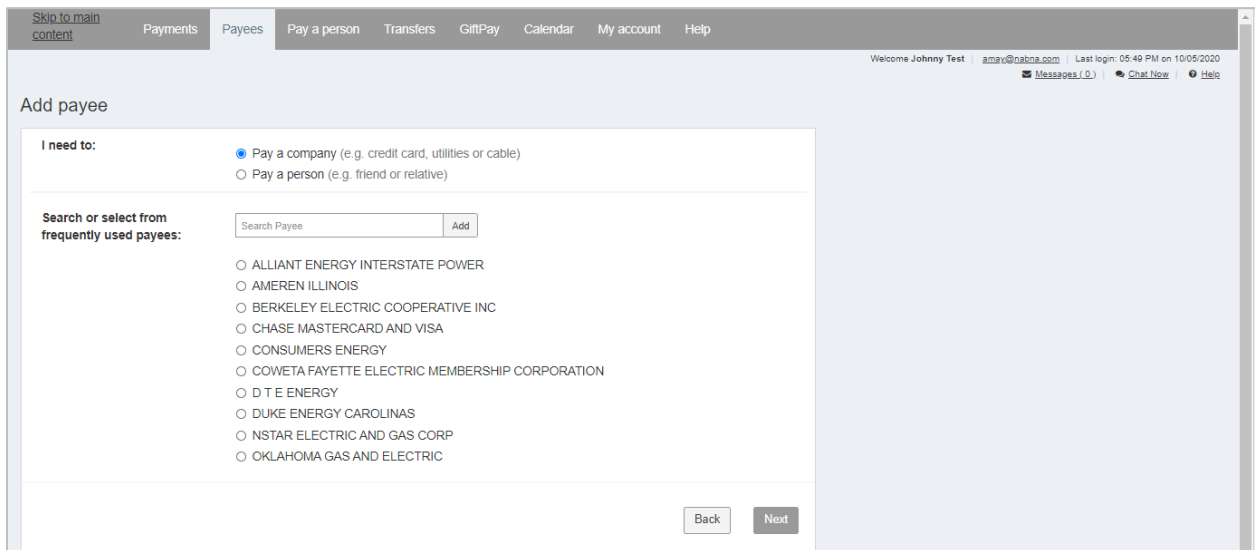 Skip to main
content
Payments Payees Pay a person Transfers GiftPay Calendar My account Help
Welcome Johnny Test | amay@nabna.com | Last login: 05:49 PM on 10/05/2020
Messages ( 0 ) | Chat Now | Help
Add payee
I need to:
Pay a company (e.g. credit card, utilities or cable)
Pay a person (e.g. friend or relative)
Search or select from
frequently used payees:
Search Payee Add
ALLIANT ENERGY INTERSTATE POWER
AMEREN ILLINOIS
BERKELEY ELECTRIC COOPERATIVE INC
CHASE MASTERCARD AND VISA
CONSUMERS ENERGY
COWETA FAYETTE ELECTRIC MEMBERSHIP CORPORATION
D T E ENERGY
DUKE ENERGY CAROLINAS
NSTAR ELECTRIC AND GAS CORP
OKLAHOMA GAS AND ELECTRIC
Back Next